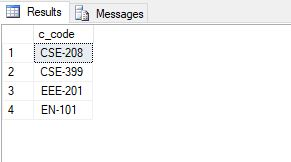 Results Messages
c_code
1 CSE-208
2 CSE-399
3 EEE-201
4 EN-101